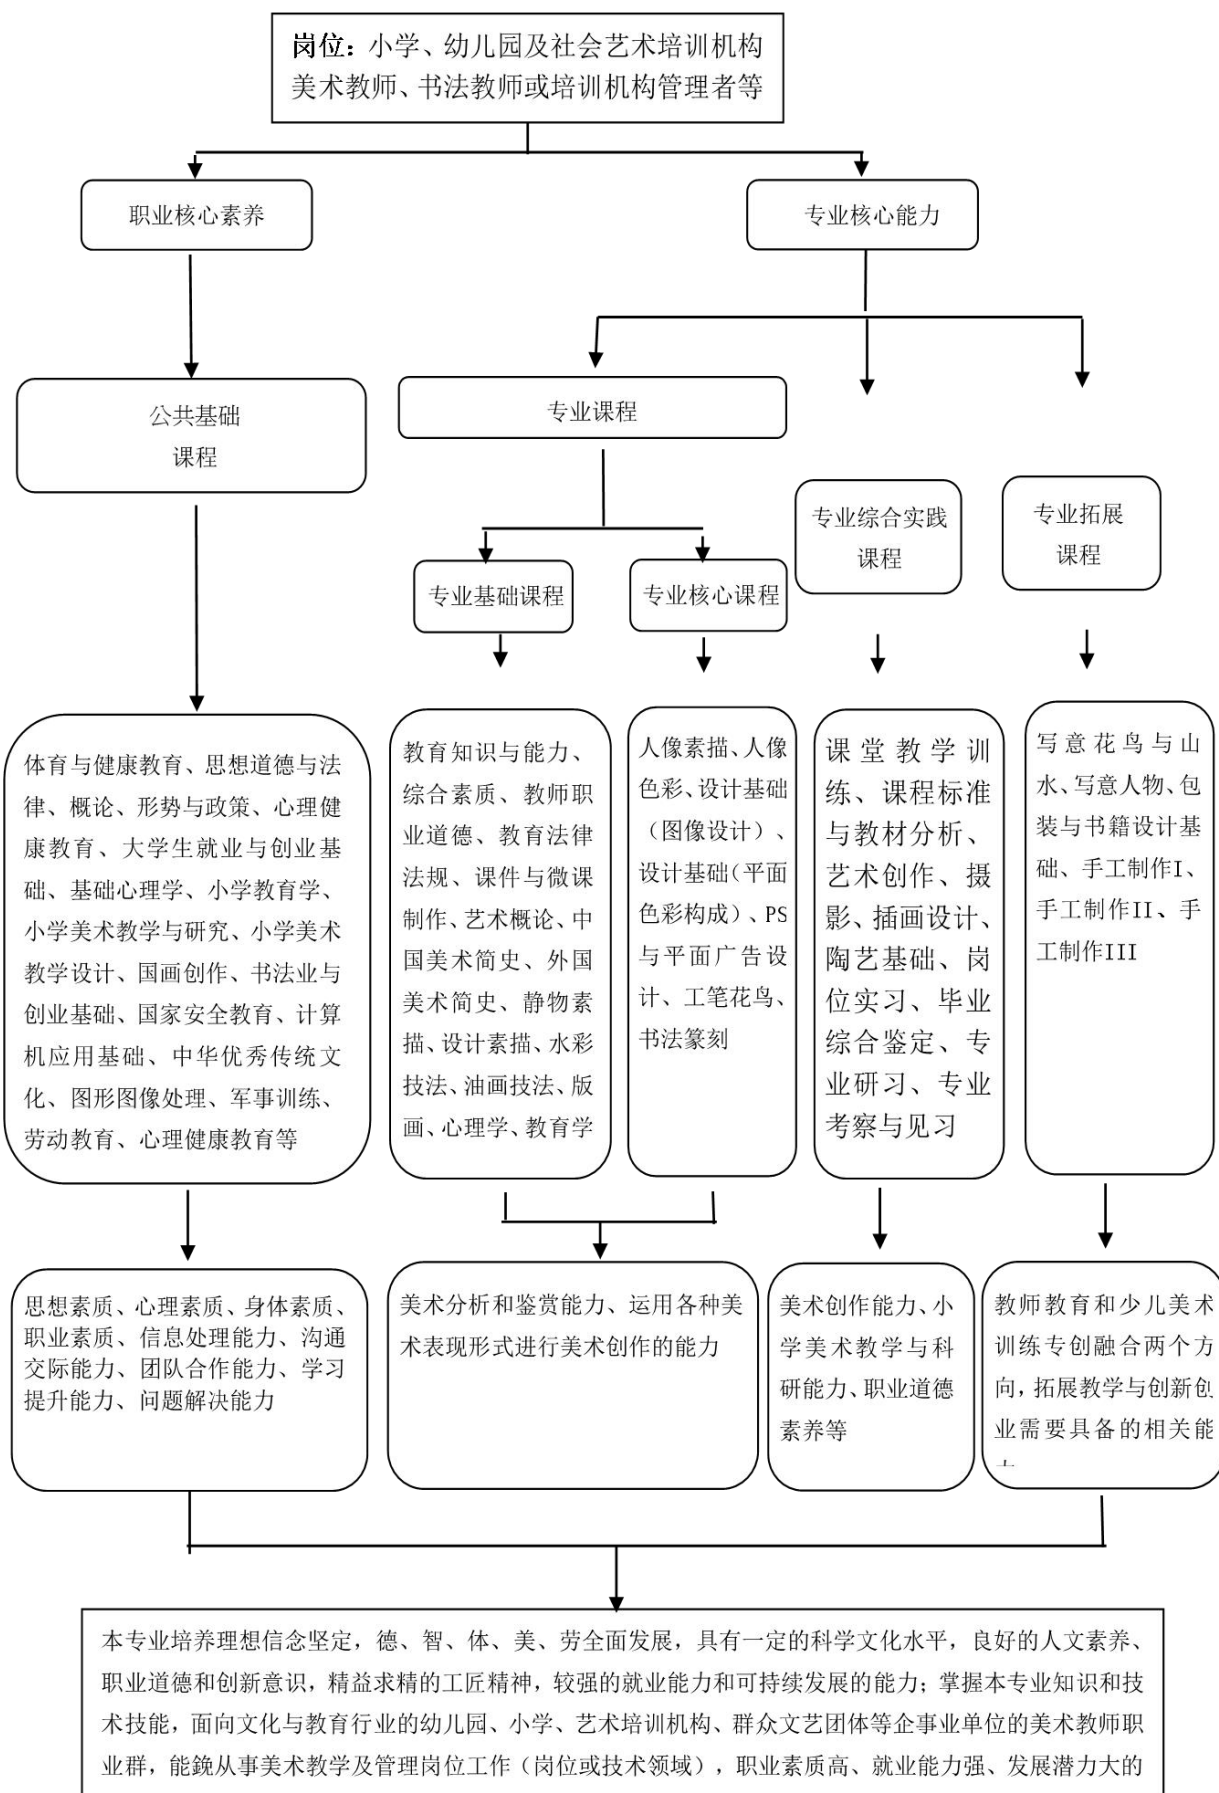 岗位：小学、幼儿园及社会艺术培训机构
美术教师、书法教师或培训机构管理者等
职业核心素养
专业核心能力
公共基础
课程
专业课程
专业综合实践
课程
专业拓展
课程
专业基础课程
专业核心课程
体育与健康教育、思想道德与法
律、概论、形势与政策、心理健
康教育、大学生就业与创业基
础、基础心理学、小学教育学、
小学美术教学与研究、小学美术
教学设计、国画创作、书法业与
创业基础、国家安全教育、计算
机应用基础、中华优秀传统文
化、图形图像处理、军事训练、
劳动教育、心理健康教育等
教育知识与能力、
综合素质、教师职
业道德、教育法律
法规、课件与微课
制作、艺术概论、中
国美术简史、外国
美术简史、静物素
描、设计素描、水彩
技法、油画技法、版
画、心理学、教育学
人像素描、人像
色彩、设计基础
（图像设计）、
设计基础（平面
色彩构成）、PS
与平面广告设
计、工笔花鸟、
书法篆刻
课堂教学训
练、课程标准
与教材分析、
艺术创作、摄
影、插画设计、
陶艺基础、岗
位实习、毕业
综合鉴定、专
业研习、专业
考察与见习
写意花鸟与山
水、写意人物、包
装与书籍设计基
础、手工制作I、
手工制作II、手
工制作III
思想素质、心理素质、身体素质、
职业素质、信息处理能力、沟通
交际能力、团队合作能力、学习
提升能力、问题解决能力
美术分析和鉴赏能力、运用各种美
术表现形式进行美术创作的能力
美术创作能力、小
学美术教学与科
研能力、职业道德
素养等
教师教育和少儿美术
训练专创融合两个方
向，拓展教学与创新创
业需要具备的相关能
本专业培养理想信念坚定，德、智、体、美、劳全面发展，具有一定的科学文化水平，良好的人文素养、
职业道德和创新意识，精益求精的工匠精神，较强的就业能力和可持续发展的能力；掌握本专业知识和技
术技能，面向文化与教育行业的幼儿园、小学、艺术培训机构、群众文艺团体等企事业单位的美术教师职
业群，能鋔从事美术教学及管理岗位工作（岗位或技术领域），职业素质高、就业能力强、发展潜力大的